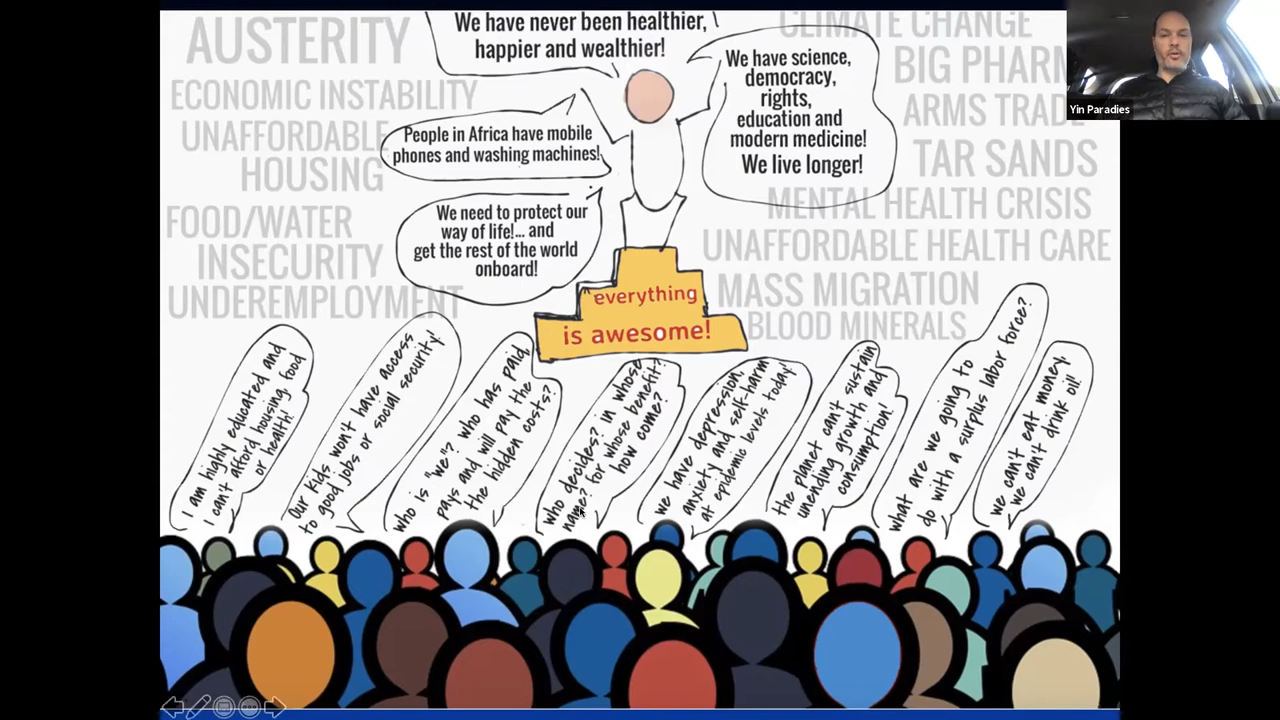 AUSTERITY
ECONOMIC INSTABILITY
UNAFFORDABLE
HOUSING
FOOD/WATER
INSECURITY
UNDEREMPLOYMENT
We have never been healthier,
happier and wealthier!
People in Africa have mobile
phones and washing machines!
We need to protect our
way of life!... and
get the rest of the world
onboard!
We have science,
democracy,
rights,
education and
modern medicine!
We live longer!
everything
is awesome!
CLIMATE CHANGE
BIG PHARM
ARMS TRADE
TAR SANDS
MENTAL HEALTH CRISIS
UNAFFORDABLE HEALTH CARE
MASS MIGRATION
BLOOD MINERALS
Yin Paradies
I am highly educated and
I can't afford housing, food
or health!
Our kids won't have access
to good jobs or social security!
who is "we"? who has paid,
pays and will pay the
the hidden costs?
who decides? in whose
name? for whose benefit?
how come?
we have depression,
anxiety and self-harm
at epidemic levels today!
the planet can't sustain
unending growth and
consumption!
what are we going to
do with a surplus labor force?
we can't eat money
we can't drink oil!